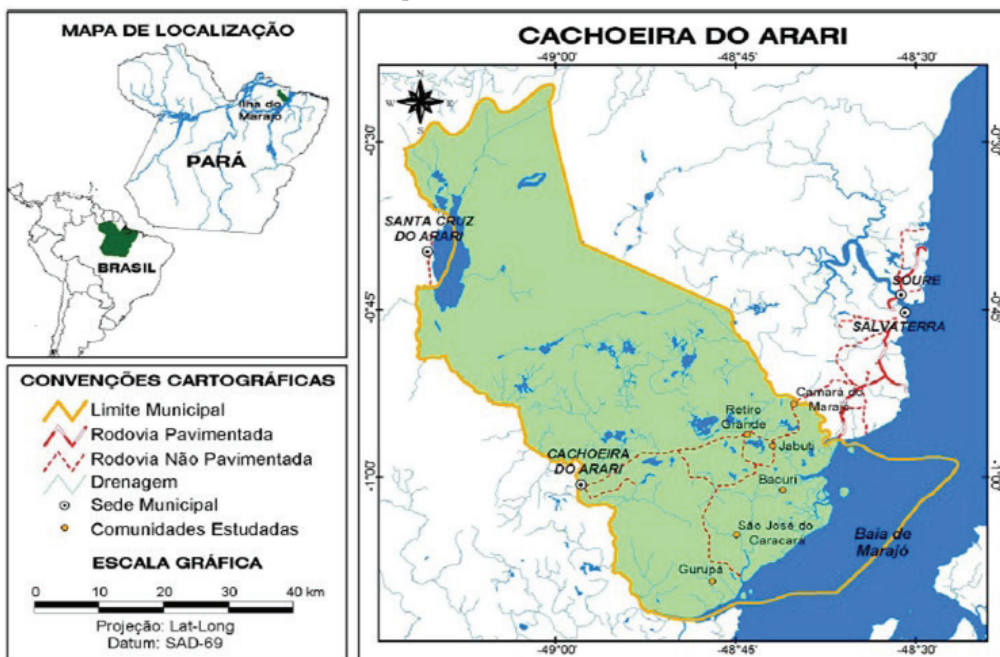 MAPA DE LOCALIZAÇÃO
Ilha do
Marajó
PARÁ
BRASIL
CONVENÇÕES CARTOGRÁFICAS
Limite Municipal
Rodovia Pavimentada
Rodovia Não Pavimentada
Drenagem
Sede Municipal
Comunidades Estudadas
ESCALA GRÁFICA
0 10 20 30 40 km
Projeção: Lat-Long
Datum: SAD-69
CACHOEIRA DO ARARI
-49°00' -48°45' -48°30'
N
W E
S
-0°30'
-0°45'
-1°00'
SANTA CRUZ
DO ARARI
SOURE
SALVATERRA
Camará do
Marajó
Retiro
Grande
Jabuti
CACHOEIRA
DO ARARI
Bacuri
São José do
Caracará
Baía de
Marajó
Gurupá
-49°00' -48°45' -48°30'